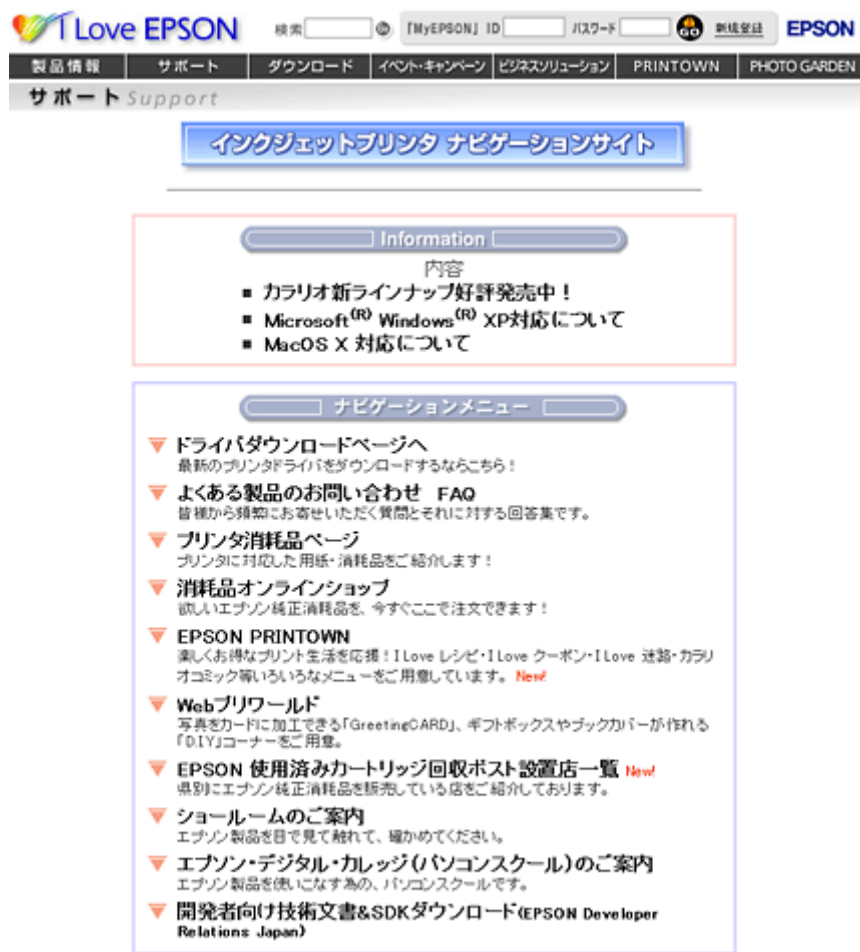 I Love EPSON 検索 「MyEPSON」 ID パスワード GO 新規登録 EPSON
製品情報 サポート ダウンロード イベント・キャンペーン ビジネスソリューション PRINTOWN PHOTO GARDEN
サポート Support
インクジェットプリンタ ナビゲーションサイト
Information
内容
■ カラリオ新ラインナップ好評発売中！
■ Microsoft(R) Windows(R) XP対応について
■ MacOS X 対応について
ナビゲーションメニュー
ドライバダウンロードページへ
最新のプリンタドライバをダウンロードするならこちら！
よくある製品のお問い合わせ FAQ
皆様から頻繁にお寄せいただく質問とそれに対する回答集です。
プリンタ消耗品ページ
プリンタに対応した用紙・消耗品をご紹介します！
消耗品オンラインショップ
欲しいエプソン純正消耗品を、今すぐここで注文できます！
EPSON PRINTOWN
楽しくお得なプリント生活を応援！I Love レシピ・I Love クーポン・I Love 迷路・カラリ
オコミック等いろいろなメニューをご用意しています。 New!
Webプリワールド
写真をカードに加工できる「GreetingCARD」、ギフトボックスやブックカバーが作れる
「D.I.Y」コーナーをご用意。
EPSON 使用済みカートリッジ回収ポスト設置店一覧 New!
県別にエプソン純正消耗品を販売している店をご紹介しております。
ショールームのご案内
エプソン製品を目で見て触れて、確かめてください。
エプソン・デジタル・カレッジ(パソコンスクール)のご案内
エプソン製品を使いこなす為の、パソコンスクールです。
開発者向け技術文書&SDKダウンロード(EPSON Developer
Relations Japan)